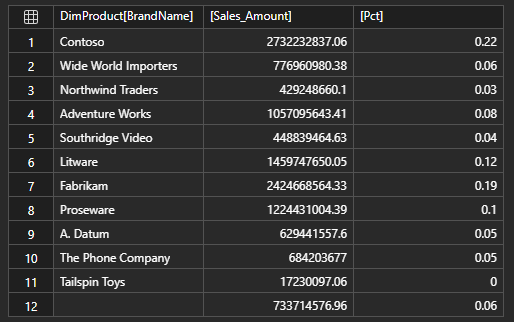 DimProduct[BrandName] [Sales_Amount] [Pct]
1 Contoso 2732232837.06 0.22
2 Wide World Importers 776960980.38 0.06
3 Northwind Traders 429248660.1 0.03
4 Adventure Works 1057095643.41 0.08
5 Southridge Video 448839464.63 0.04
6 Litware 1459747650.05 0.12
7 Fabrikam 2424668564.33 0.19
8 Proseware 1224431004.39 0.1
9 A. Datum 629441557.6 0.05
10 The Phone Company 684203677 0.05
11 Tailspin Toys 17230097.06 0
12 733714576.96 0.06